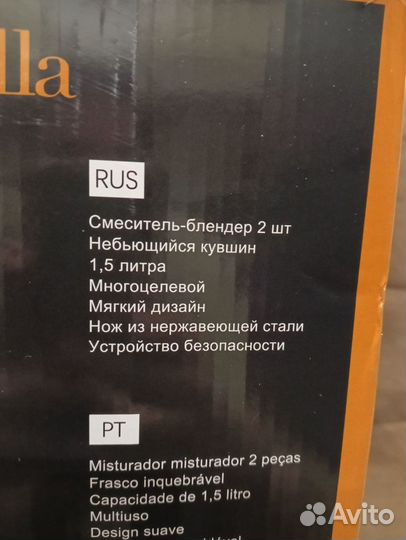 lla
RUS
Смеситель-блендер 2 шт
Небьющийся кувшин
1,5 литра
Многоцелевой
Мягкий дизайн
Нож из нержавеющей стали
Устройство безопасности
PT
Misturador misturador 2 peças
Frasco inquebrável
Capacidade de 1,5 litro
Multiuso
Design suave
Avito